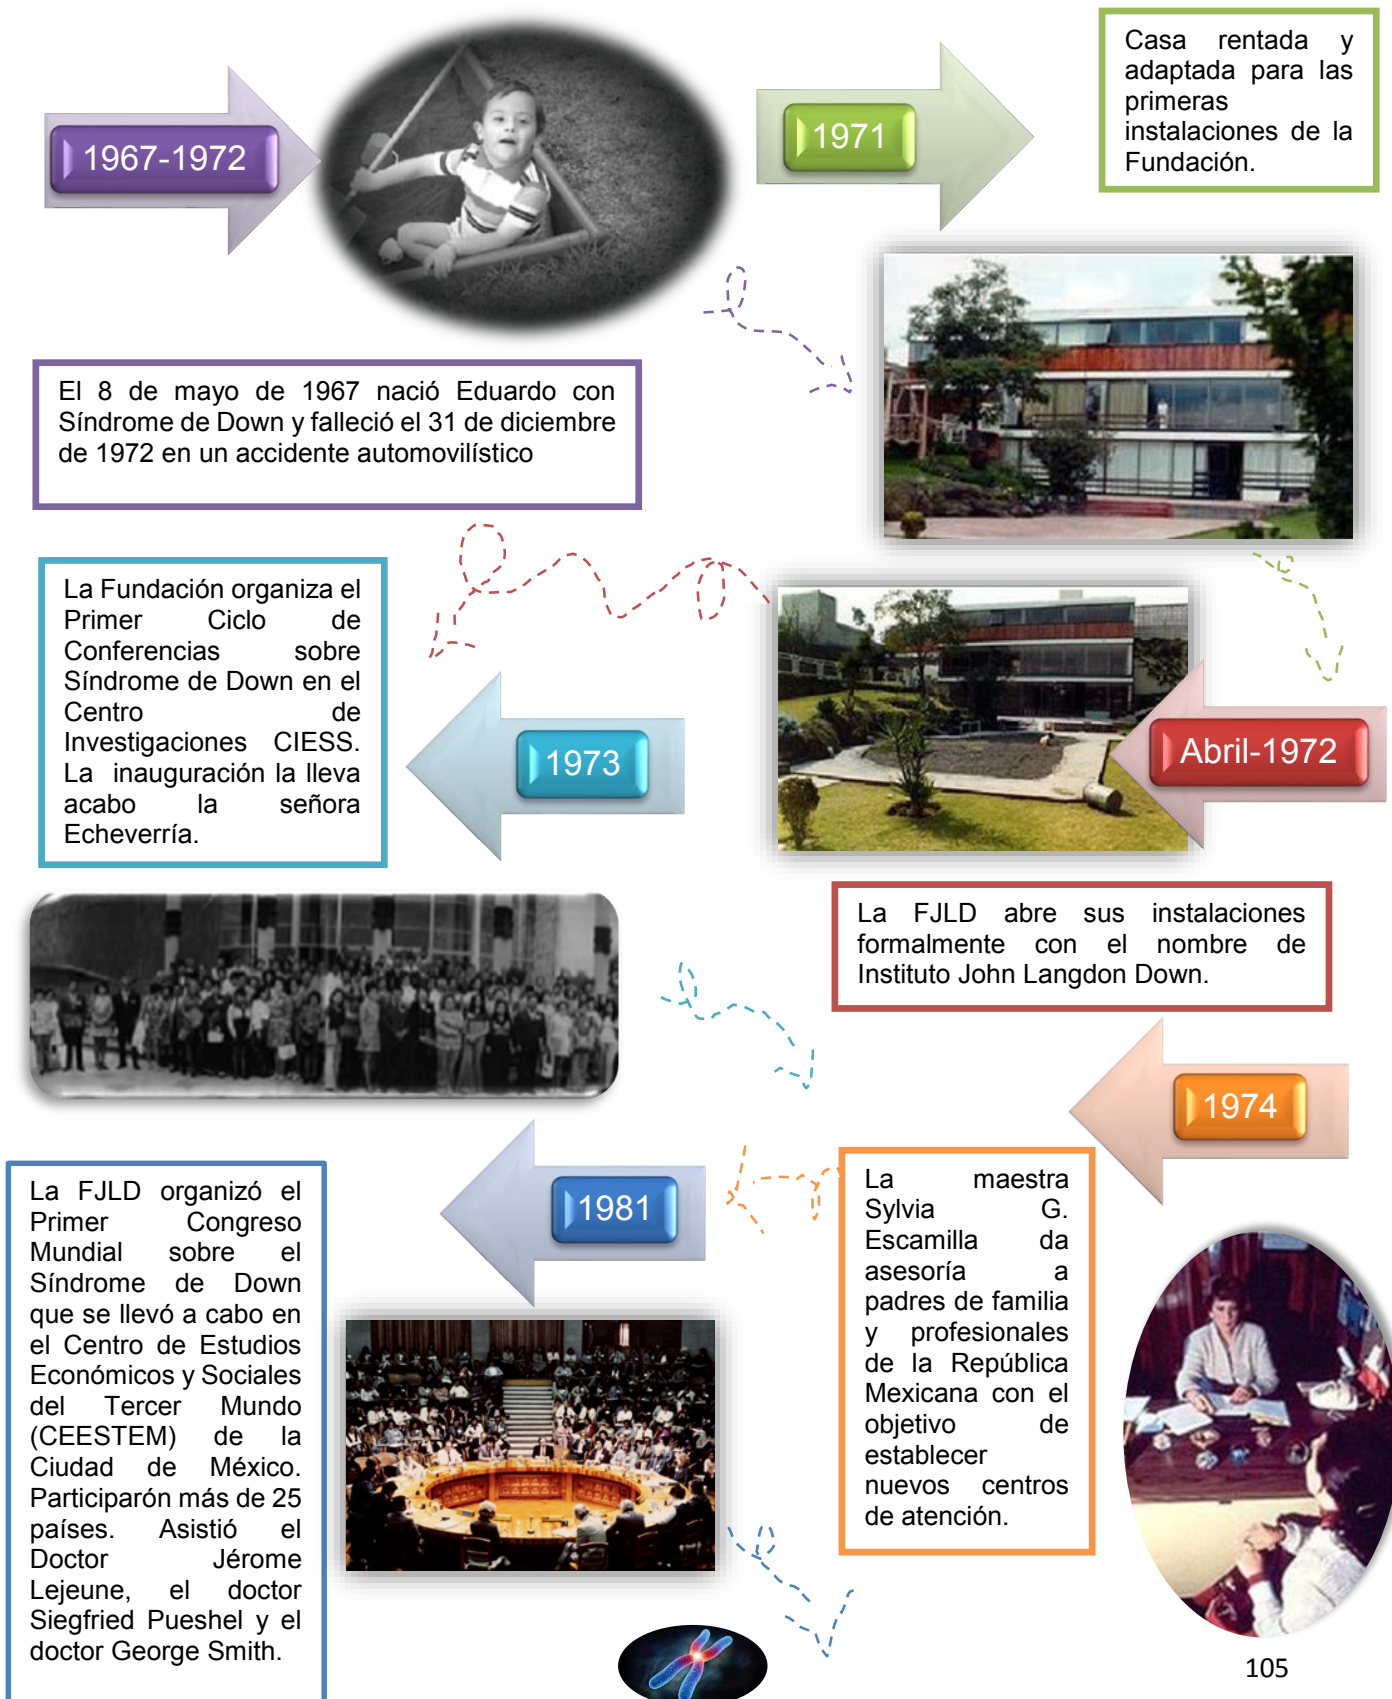 1967-1972
El 8 de mayo de 1967 nació Eduardo con
Síndrome de Down y falleció el 31 de diciembre
de 1972 en un accidente automovilístico
1971
Casa rentada y
adaptada para las
primeras
instalaciones de la
Fundación.
Abril-1972
La FJLD abre sus instalaciones
formalmente con el nombre de
Instituto John Langdon Down.
1973
La Fundación organiza el
Primer Ciclo de
Conferencias sobre
Síndrome de Down en el
Centro de
Investigaciones CIESS.
La inauguración la lleva
acabo la señora
Echeverría.
1974
La maestra
Sylvia G.
Escamilla da
asesoría a
padres de familia
y profesionales
de la República
Mexicana con el
objetivo de
establecer
nuevos centros
de atención.
1981
La FJLD organizó el
Primer Congreso
Mundial sobre el
Síndrome de Down
que se llevó a cabo en
el Centro de Estudios
Económicos y Sociales
del Tercer Mundo
(CEESTEM) de la
Ciudad de México.
Participarón más de 25
países. Asistió el
Doctor Jérome
Lejeune, el doctor
Siegfried Pueshel y el
doctor George Smith.
105